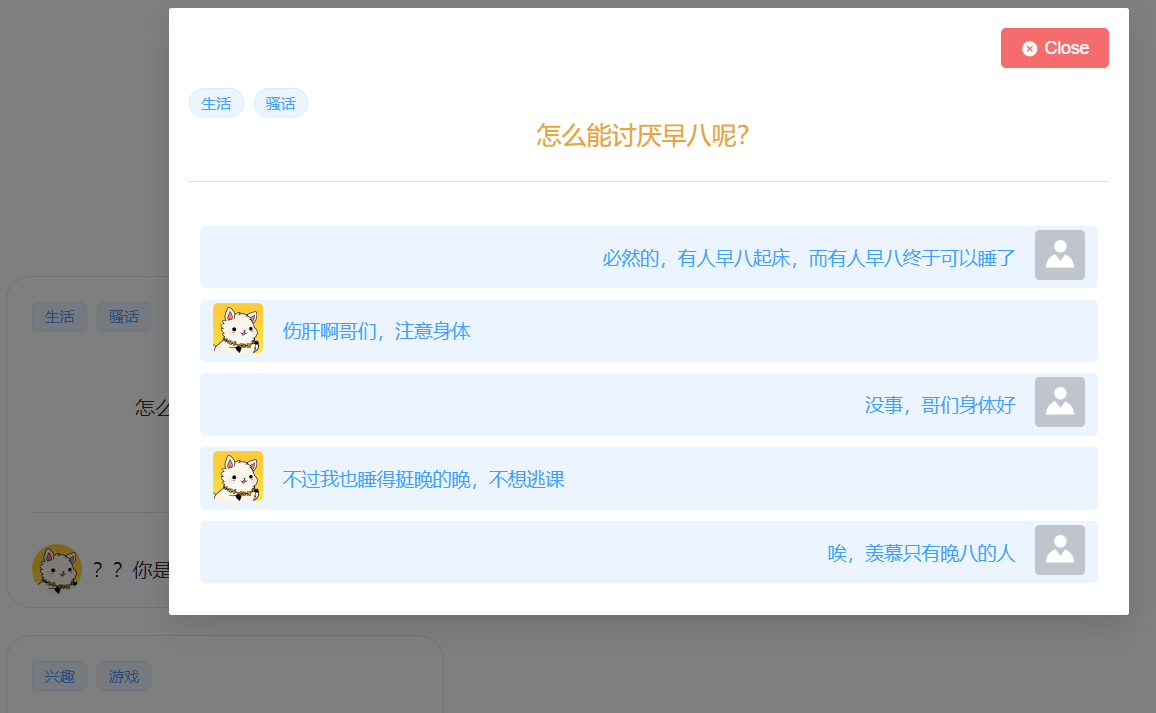 Close
生活 骚话
怎么能讨厌早八呢？
必然的，有人早八起床，而有人早八终于可以睡了
伤肝啊哥们，注意身体
没事，哥们身体好
不过我也睡得挺晚的晚，不想逃课
唉，羡慕只有晚八的人
生活 骚话
怎么
？？你是
兴趣 游戏